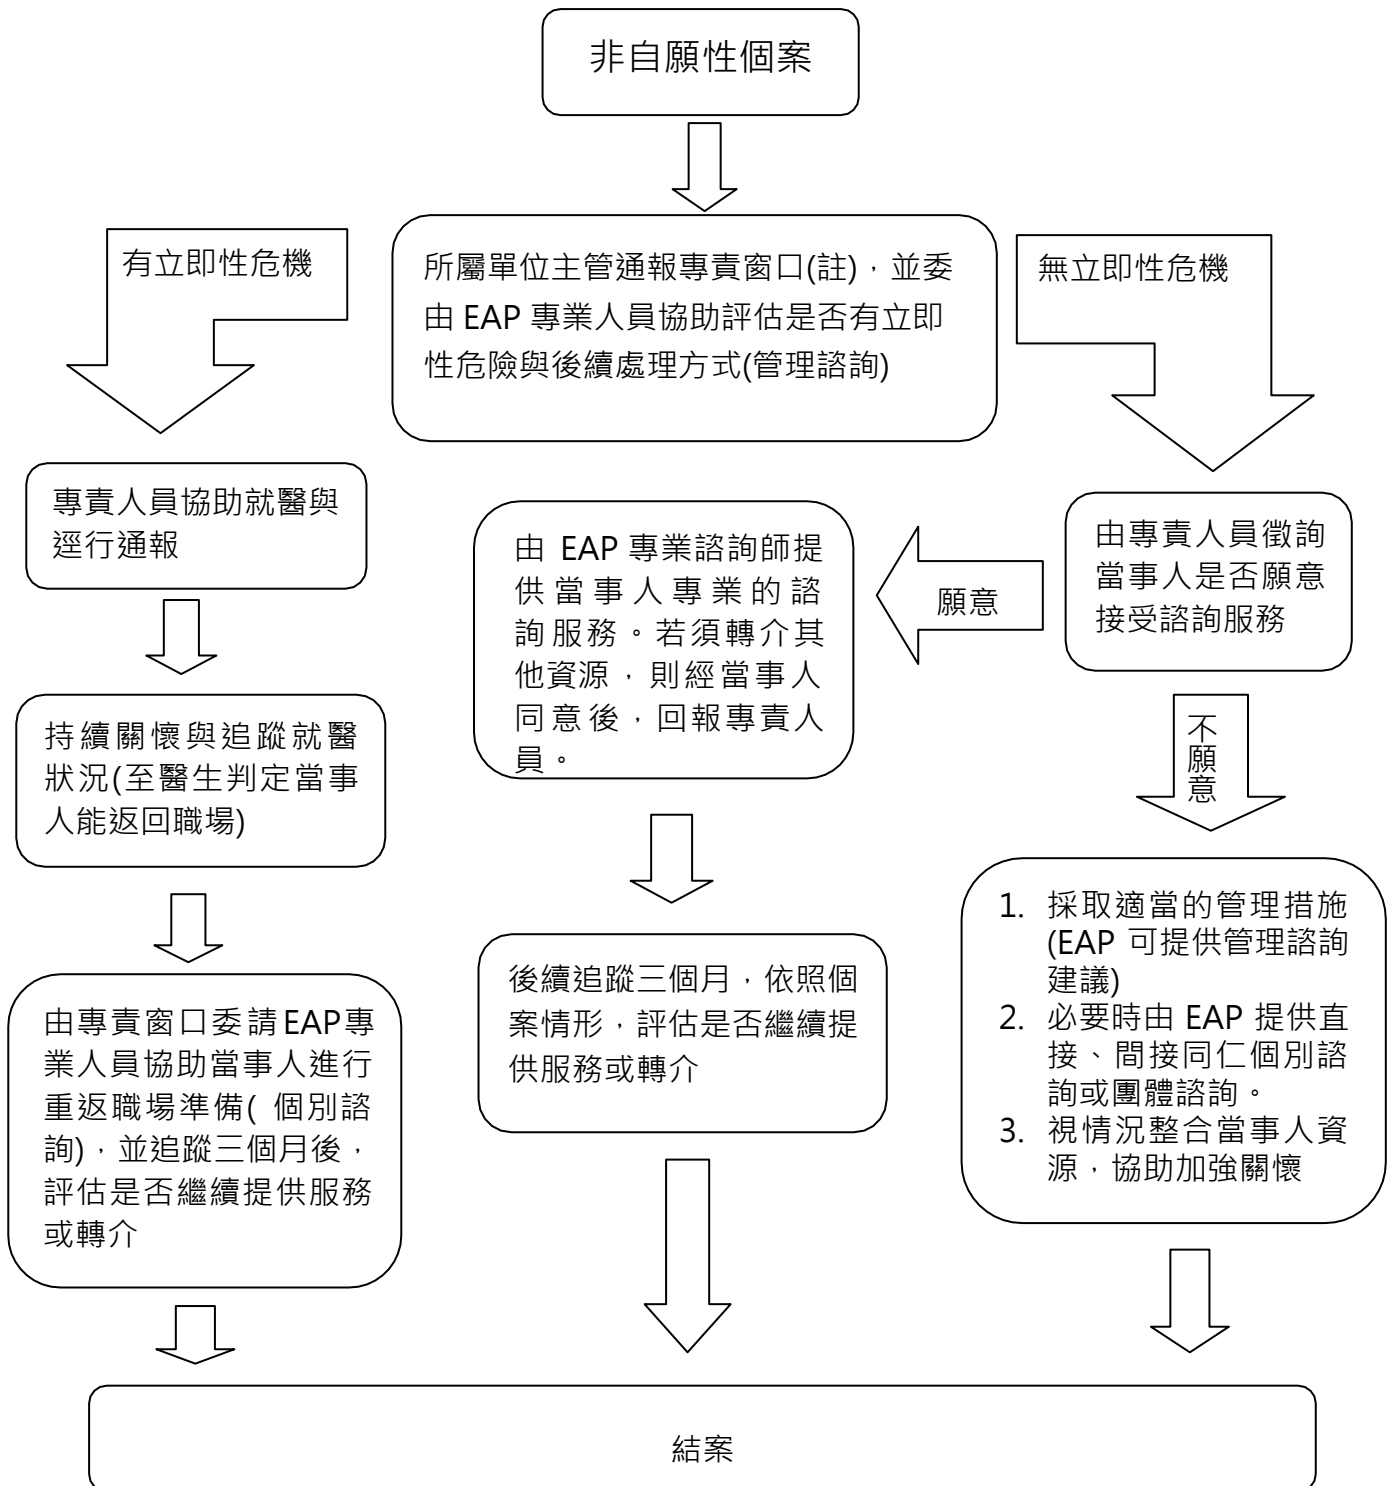 非自願性個案
有立即性危機
所屬單位主管通報專責窗口(註)，並委
由 EAP 專業人員協助評估是否有立即
性危險與後續處理方式(管理諮詢)
無立即性危機
專責人員協助就醫與
逕行通報
由 EAP 專業諮詢師提
供當事人專業的諮
詢服務。若須轉介其
他資源，則經當事人
同意後，回報專責人
員。
願意
由專責人員徵詢
當事人是否願意
接受諮詢服務
持續關懷與追蹤就醫
狀況(至醫生判定當事
人能返回職場)
不
願
意
1. 採取適當的管理措施
(EAP 可提供管理諮詢
建議)
2. 必要時由 EAP 提供直
接、間接同仁個別諮
詢或團體諮詢。
3. 視情況整合當事人資
源，協助加強關懷
後續追蹤三個月，依照個
案情形，評估是否繼續提
供服務或轉介
由專責窗口委請EAP專
業人員協助當事人進行
重返職場準備( 個別諮
詢)，並追蹤三個月後，
評估是否繼續提供服務
或轉介
結案